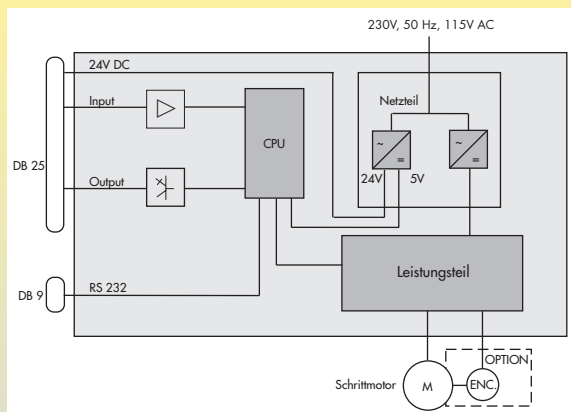 230V, 50 Hz, 115V AC
24V DC
Netzteil
Input
CPU
~
=
~
=
DB 25
24V
5V
Output
Leistungsteil
RS 232
DB 9
OPTION
Schrittmotor
M
ENC.